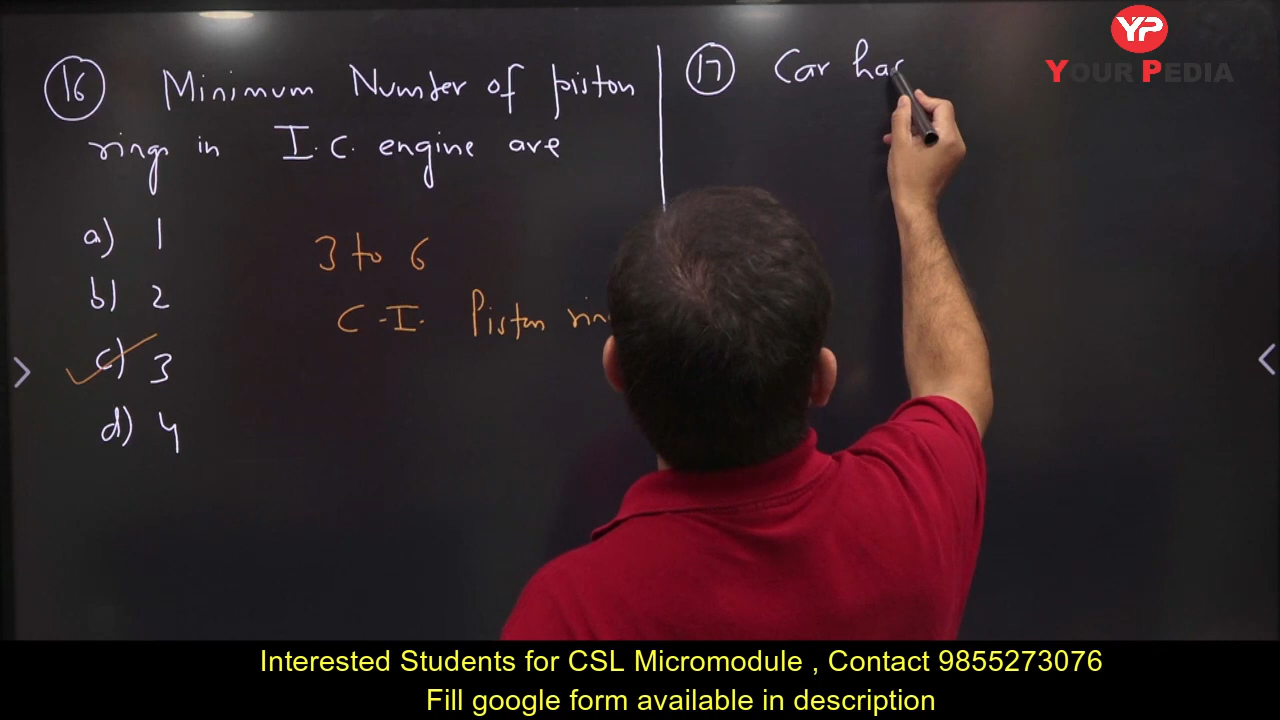 16 Minimum Number of piston
rings in I.C. engine are
a) 1
b) 2
c) 3
d) 4
3 to 6
C.I. Piston
17 Car has
YP
YOUR PEDIA
Interested Students for CSL Micromodule , Contact 9855273076
Fill google form available in description